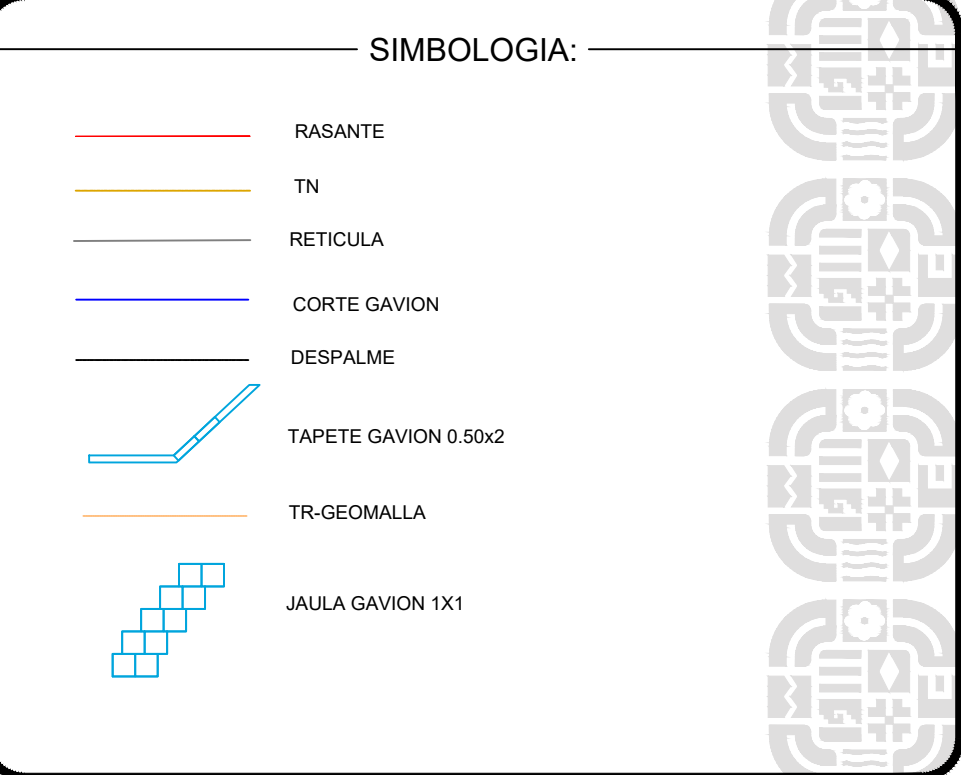 SIMBOLOGIA:
RASANTE
TN
RETICULA
CORTE GAVION
DESPALME
TAPETE GAVION 0.50x2
TR-GEOMALLA
JAULA GAVION 1X1